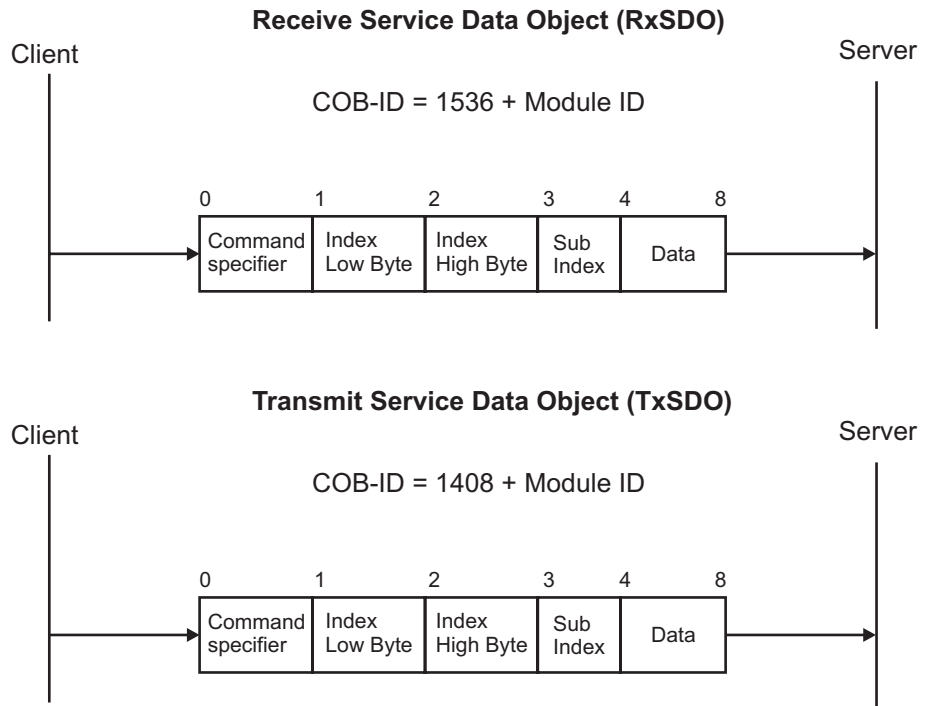 Receive Service Data Object (RxSDO)
Client
Server
COB-ID = 1536 + Module ID
0 1 2 3 4 8
Command specifier
Index Low Byte
Index High Byte
Sub Index
Data
Transmit Service Data Object (TxSDO)
Client
Server
COB-ID = 1408 + Module ID
0 1 2 3 4 8
Command specifier
Index Low Byte
Index High Byte
Sub Index
Data